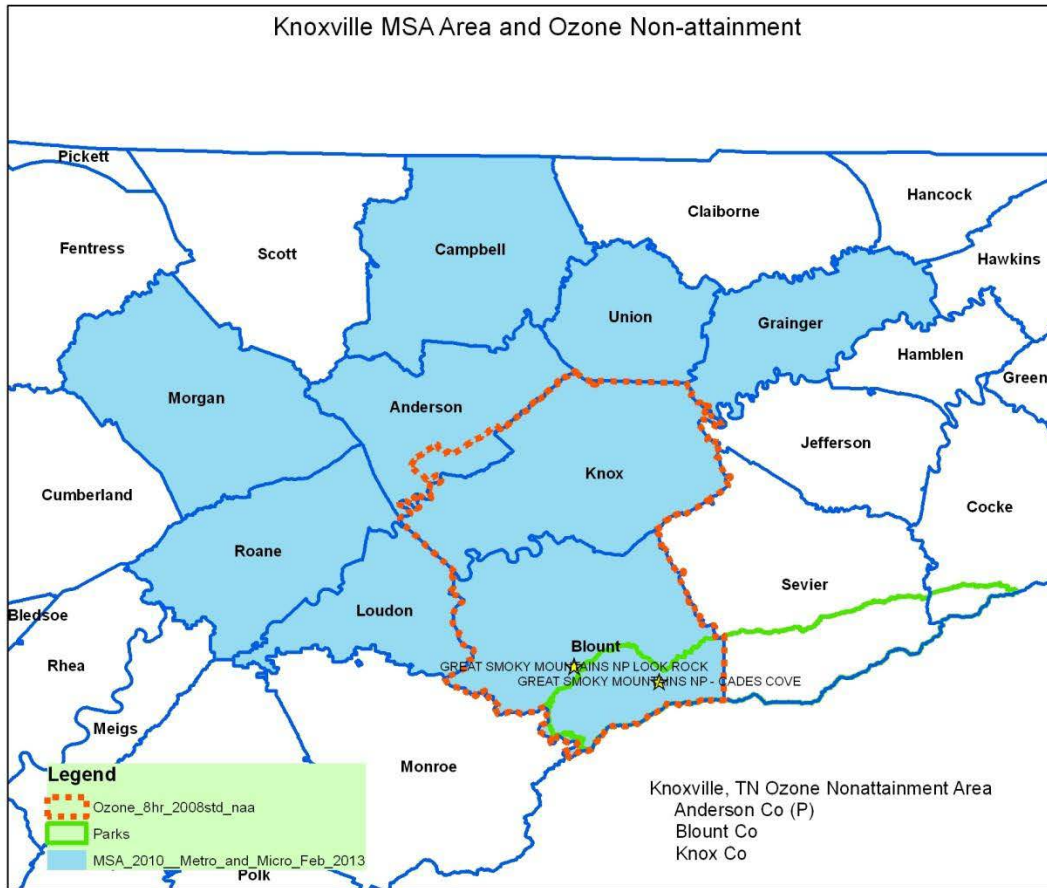 Knoxville MSA Area and Ozone Non-attainment
Pickett
Hancock
Claiborne
Fentress
Scott
Campbell
Hawkins
Union
Grainger
Hamblen
Green
Morgan
Anderson
Jefferson
Knox
Cumberland
Cocke
Roane
Sevier
Loudon
Bledsoe
Blount
Rhea
GREAT SMOKY MOUNTAINS NP LOOK ROCK
GREAT SMOKY MOUNTAINS NP - CADES COVE
Meigs
Monroe
Legend
Ozone_8hr_2008std_naa
Parks
MSA_2010__Metro_and_Micro_Feb_2013
Polk
Knoxville, TN Ozone Nonattainment Area
Anderson Co (P)
Blount Co
Knox Co